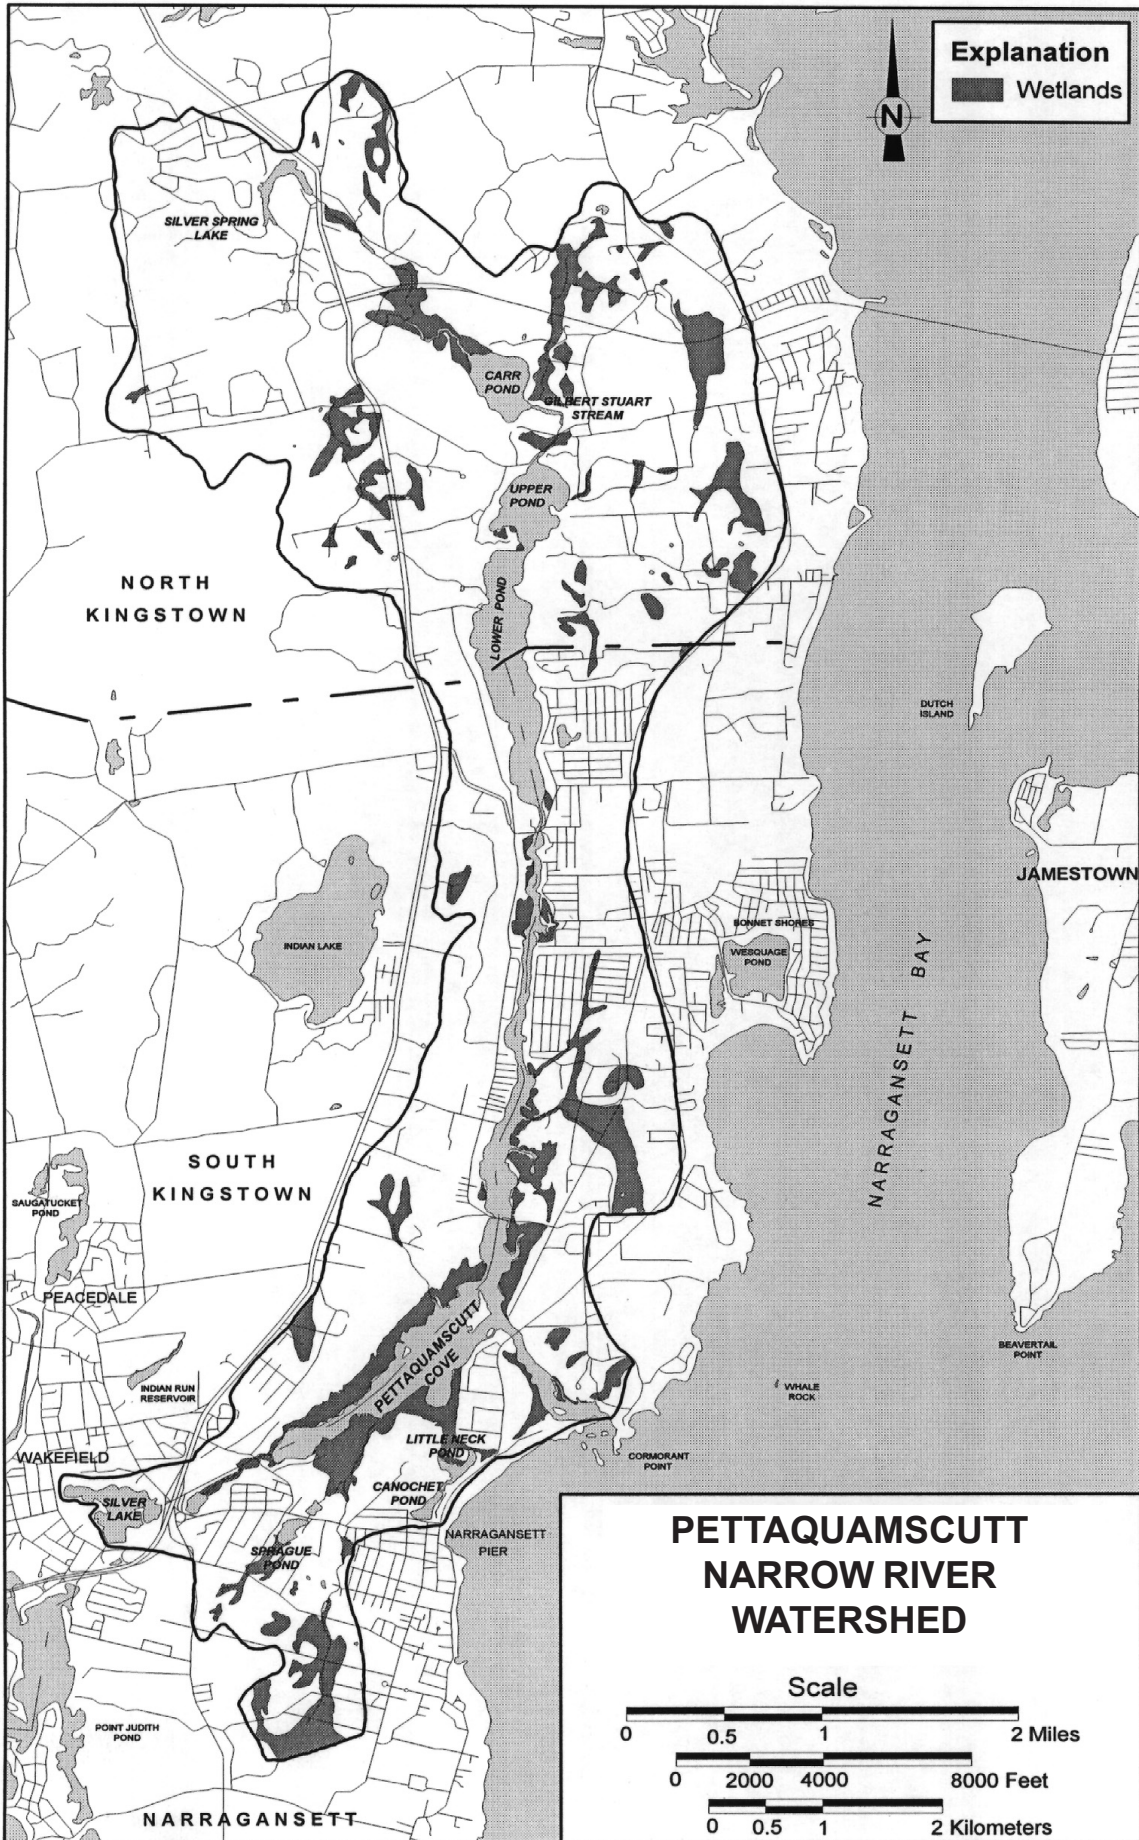 Explanation
Wetlands
N
SILVER SPRING
LAKE
CARR
POND
GILBERT STUART
STREAM
UPPER
POND
NORTH
KINGSTOWN
LOWER POND
DUTCH
ISLAND
JAMESTOWN
BONNET SHORES
WESQUAGE
POND
INDIAN LAKE
NARRAGANSETT BAY
SOUTH
KINGSTOWN
SAUGATUCKET
POND
PEACEDALE
PETTAQUAMSCUTT
COVE
BEAVERTAIL
POINT
INDIAN RUN
RESERVOIR
WHALE
ROCK
WAKEFIELD
LITTLE NECK
POND
CORMORANT
POINT
CANOCHET
POND
SILVER
LAKE
NARRAGANSETT
PIER
SPRAGUE
POND
PETTAQUAMSCUTT
NARROW RIVER
WATERSHED
POINT JUDITH
POND
NARRAGANSETT
Scale
0 0.5 1 2 Miles
0 2000 4000 8000 Feet
0 0.5 1 2 Kilometers